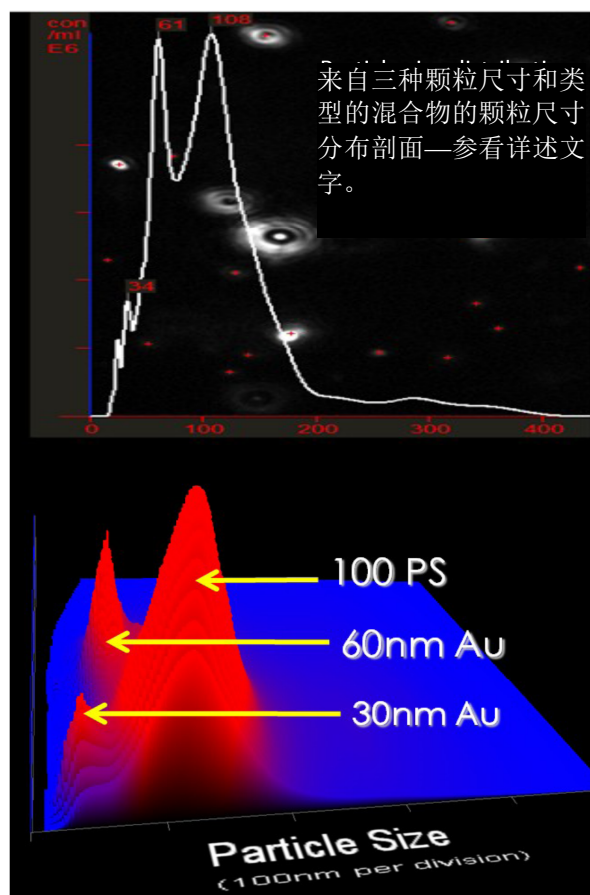 con
/ml
E6
61
108
来自三种颗粒尺寸和类
型的混合物的颗粒尺寸
分布剖面—参看详述文
字。
34
0 100 200 300 400
100 PS
60nm Au
30nm Au
Particle Size
(100nm per division)